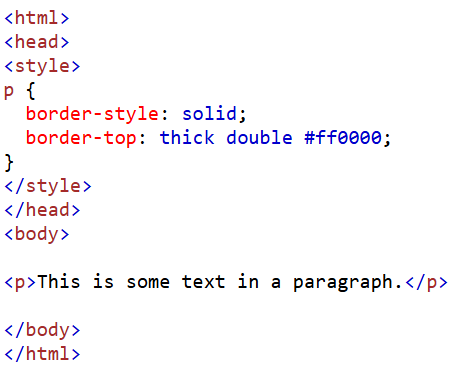 <html>
<head>
<style>
p {
  border-style: solid;
  border-top: thick double #ff0000;
}
</style>
</head>
<body>

<p>This is some text in a paragraph.</p>

</body>
</html>